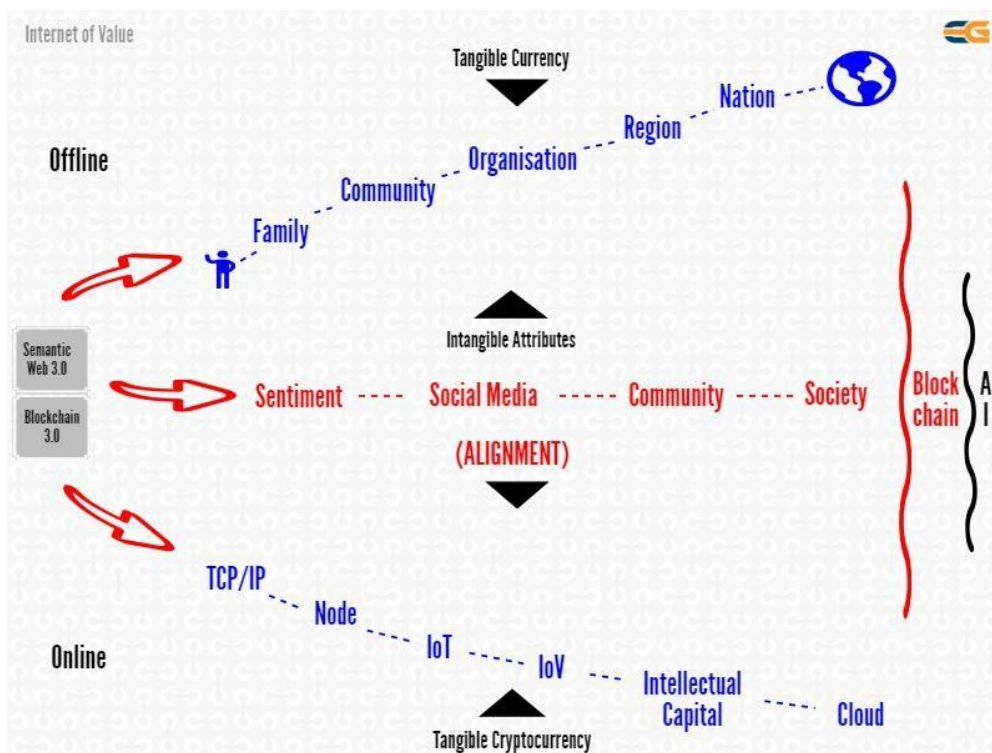 Internet of Value
EG
Tangible Currency
Nation
Region
Offline
Organisation
Community
Family
Intangible Attributes
Semantic
Web 3.0
Blockchain
3.0
Sentiment
Social Media
Community
Society
Block
chain
A
I
(ALIGNMENT)
TCP/IP
Node
IoT
IoV
Online
Intellectual
Capital
Cloud
Tangible Cryptocurrency